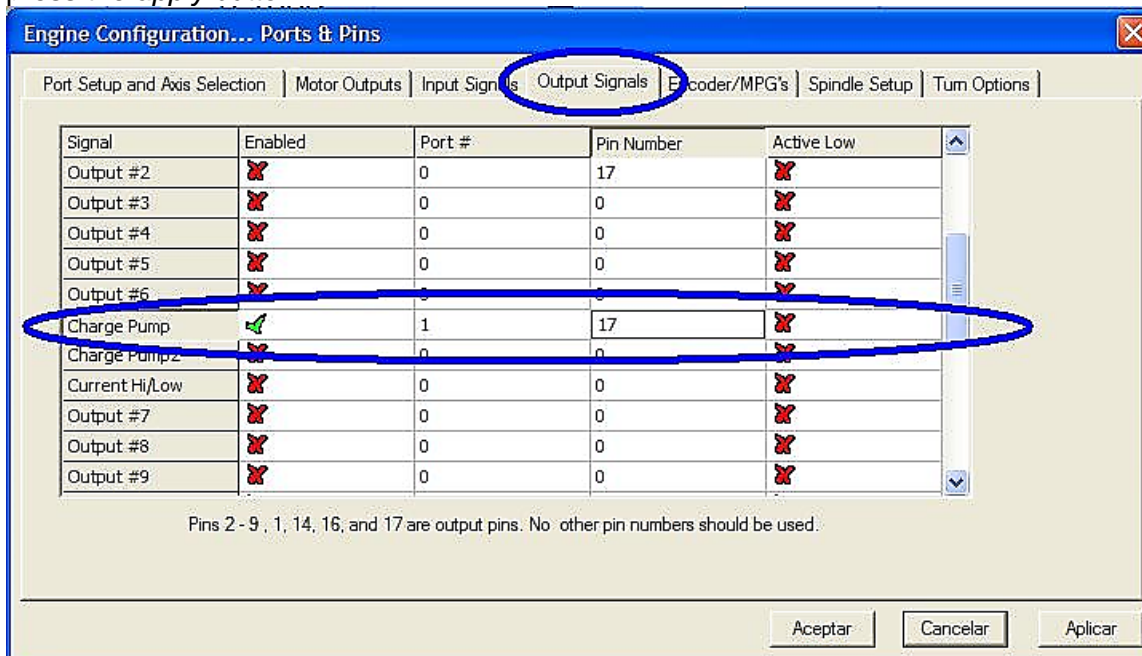 Engine Configuration... Ports & Pins
Port Setup and Axis Selection Motor Outputs Input Signals Output Signals Encoder/MPG's Spindle Setup Turn Options
Signal Enabled Port # Pin Number Active Low
Output #2 0 17
Output #3 0 0
Output #4 0 0
Output #5 0 0
Output #6 0 0
Charge Pump 1 17
Charge Pump2 0 0
Current Hi/Low 0 0
Output #7 0 0
Output #8 0 0
Output #9 0 0
Pins 2 - 9 , 1, 14, 16, and 17 are output pins. No other pin numbers should be used.
Aceptar Cancelar Aplicar